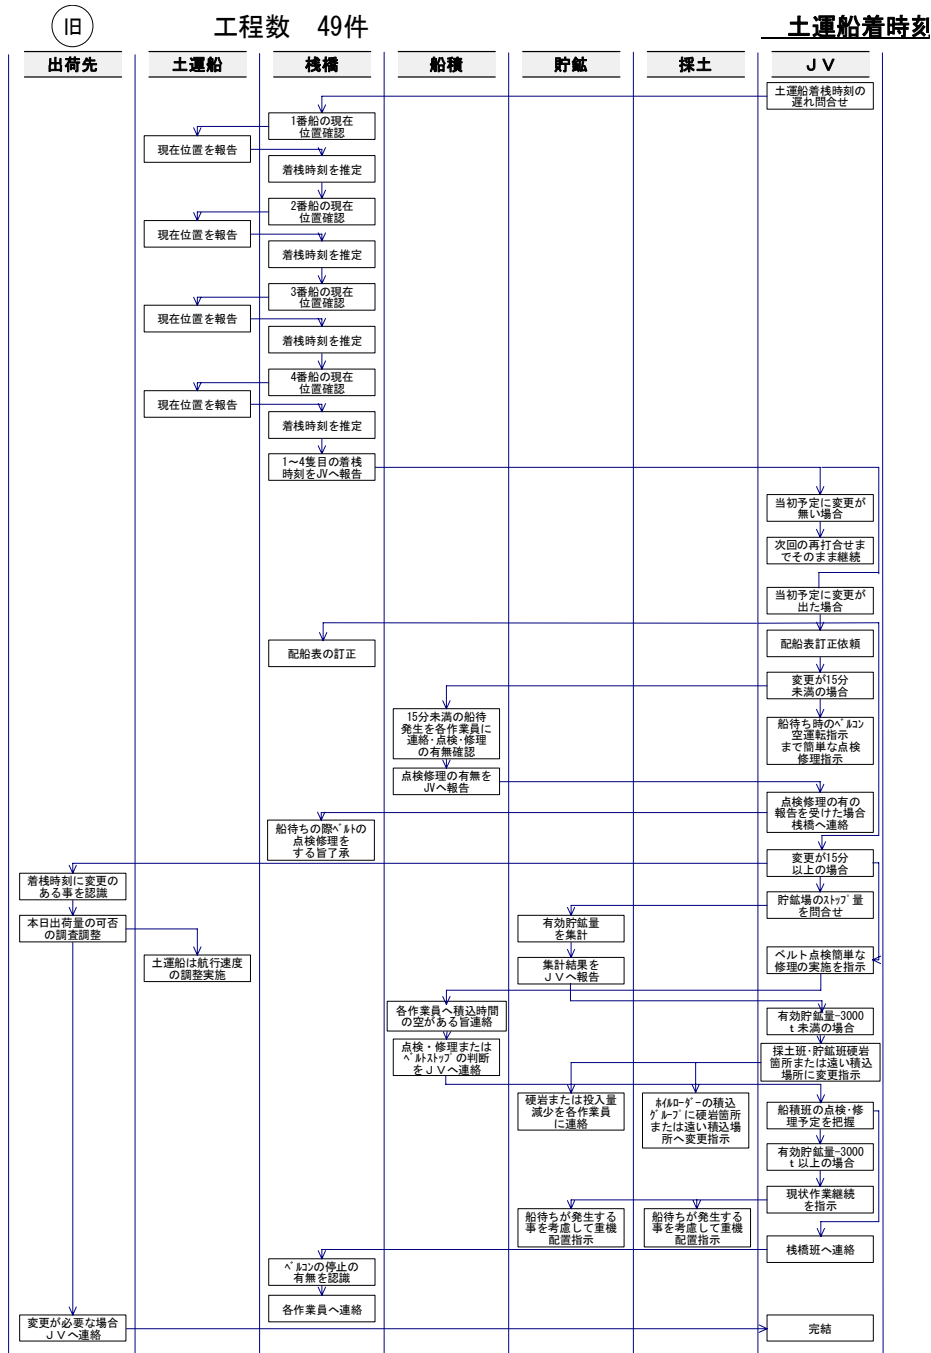 旧
工程数　49件
土運船着時刻
出荷先
土運船
桟橋
船積
貯鉱
採土
ＪＶ
土運船着桟時刻の
遅れ問合せ
1番船の現在
位置確認
現在位置を報告
着桟時刻を推定
2番船の現在
位置確認
現在位置を報告
着桟時刻を推定
3番船の現在
位置確認
現在位置を報告
着桟時刻を推定
4番船の現在
位置確認
現在位置を報告
着桟時刻を推定
1～4隻目の着桟
時刻をJVへ報告
当初予定に変更が
無い場合
次回の再打合せま
でそのまま継続
当初予定に変更が
出た場合
配船表の訂正
配船表訂正依頼
変更が15分
未満の場合
15分未満の船待
発生を各作業員に
連絡･点検･修理
の有無確認
船待ち時のﾍﾞﾙｺﾝ
空運転指示
まで簡単な点検
修理指示
点検修理の有無を
JVへ報告
点検修理の有の
報告を受けた場合
桟橋へ連絡
船待ちの際ﾍﾞﾙﾄの
点検修理を
する旨了承
変更が15分
以上の場合
着桟時刻に変更の
ある事を認識
貯鉱場のｽﾄｯﾌﾟ量
を問合せ
本日出荷量の可否
の調査調整
有効貯鉱量
を集計
土運船は航行速度
の調整実施
集計結果を
ＪＶへ報告
ベルト点検簡単な
修理の実施を指示
各作業員へ積込時間
の空がある旨連絡
有効貯鉱量-3000
ｔ未満の場合
点検・修理または
ﾍﾞﾙﾄｽﾄｯﾌﾟの判断
をＪＶへ連絡
採土班･貯鉱班硬岩
箇所または遠い積込
場所に変更指示
硬岩または投入量
減少を各作業員
に連絡
ﾎｲﾙﾛｰﾀﾞｰの積込
ｸﾞﾙｰﾌﾟに硬岩箇所
または遠い積込場
所へ変更指示
船積班の点検･修
理予定を把握
有効貯鉱量-3000
ｔ以上の場合
現状作業継続
を指示
船待ちが発生する
事を考慮して重機
配置指示
船待ちが発生する
事を考慮して重機
配置指示
桟橋班へ連絡
ﾍﾞﾙｺﾝの停止の
有無を認識
各作業員へ連絡
変更が必要な場合
ＪＶへ連絡
完結